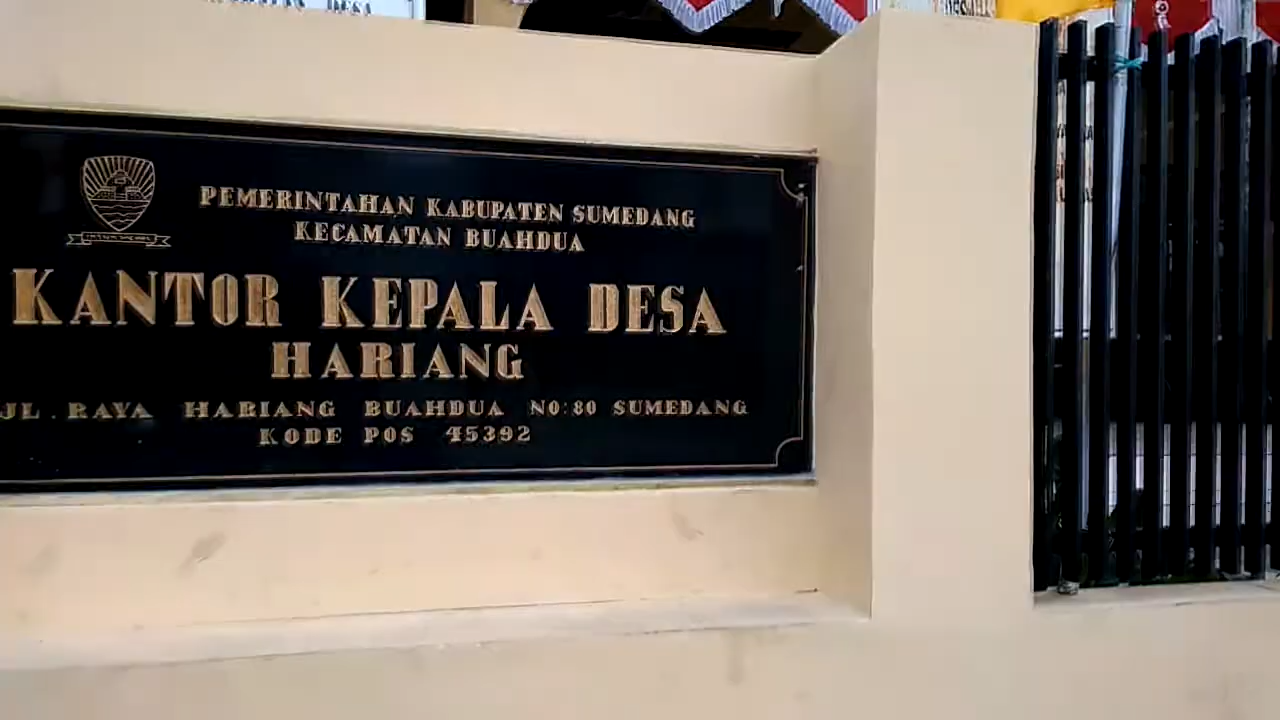 DESA
PEMERINTAHAN KABUPATEN SUMEDANG
KECAMATAN BUAHDUA
KANTOR KEPALA DESA
HARIANG
JL. RAYA HARIANG BUAHDUA NO:80 SUMEDANG
KODE POS 45392